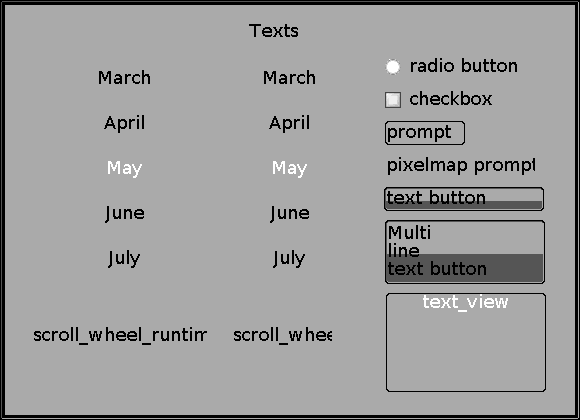 Texts
March
April
May
June
July
scroll_wheel_runtim
March
April
May
June
July
scroll_whee
radio button
checkbox
prompt
pixelmap prompt
text button
Multi
line
text button
text_view